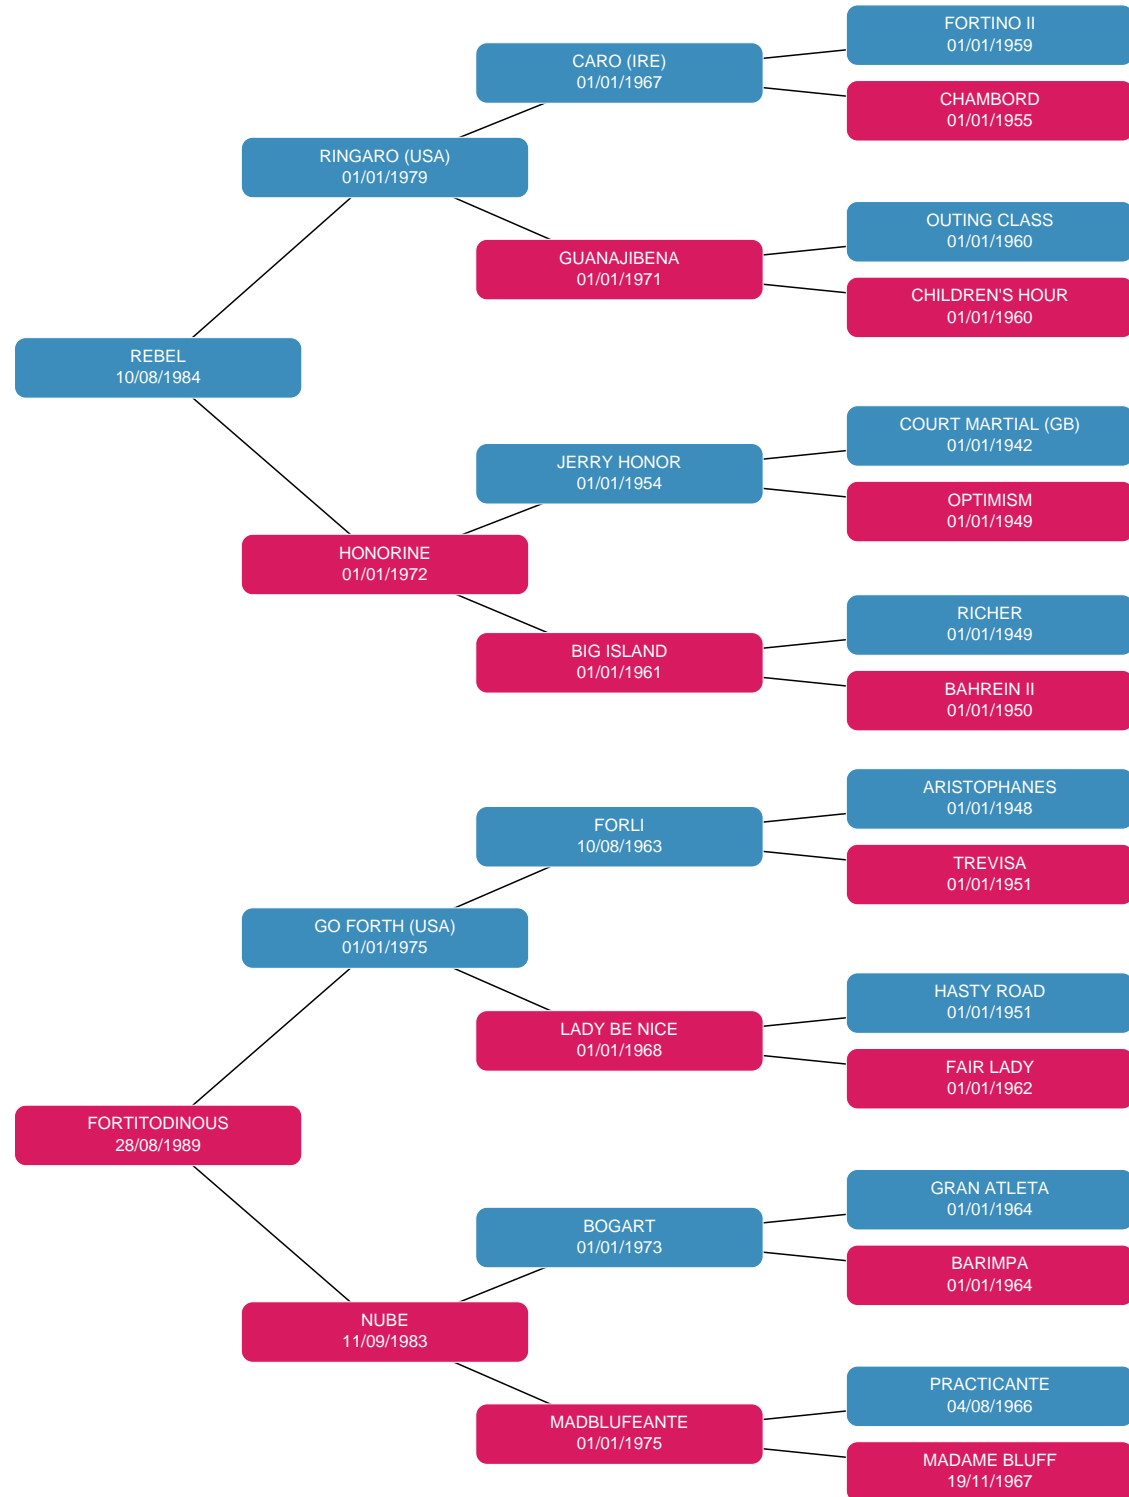 FORTINO II
01/01/1959
CARO (IRE)
01/01/1967
CHAMBORD
01/01/1955
RINGARO (USA)
01/01/1979
OUTING CLASS
01/01/1960
GUANAJIBENA
01/01/1971
CHILDREN'S HOUR
01/01/1960
REBEL
10/08/1984
COURT MARTIAL (GB)
01/01/1942
JERRY HONOR
01/01/1954
OPTIMISM
01/01/1949
HONORINE
01/01/1972
RICHER
01/01/1949
BIG ISLAND
01/01/1961
BAHREIN II
01/01/1950
ARISTOPHANES
01/01/1948
FORLI
10/08/1963
TREVISA
01/01/1951
GO FORTH (USA)
01/01/1975
HASTY ROAD
01/01/1951
LADY BE NICE
01/01/1968
FAIR LADY
01/01/1962
FORTITODINOUS
28/08/1989
GRAN ATLETA
01/01/1964
BOGART
01/01/1973
BARIMPA
01/01/1964
NUBE
11/09/1983
PRACTICANTE
04/08/1966
MADBLUFEANTE
01/01/1975
MADAME BLUFF
19/11/1967